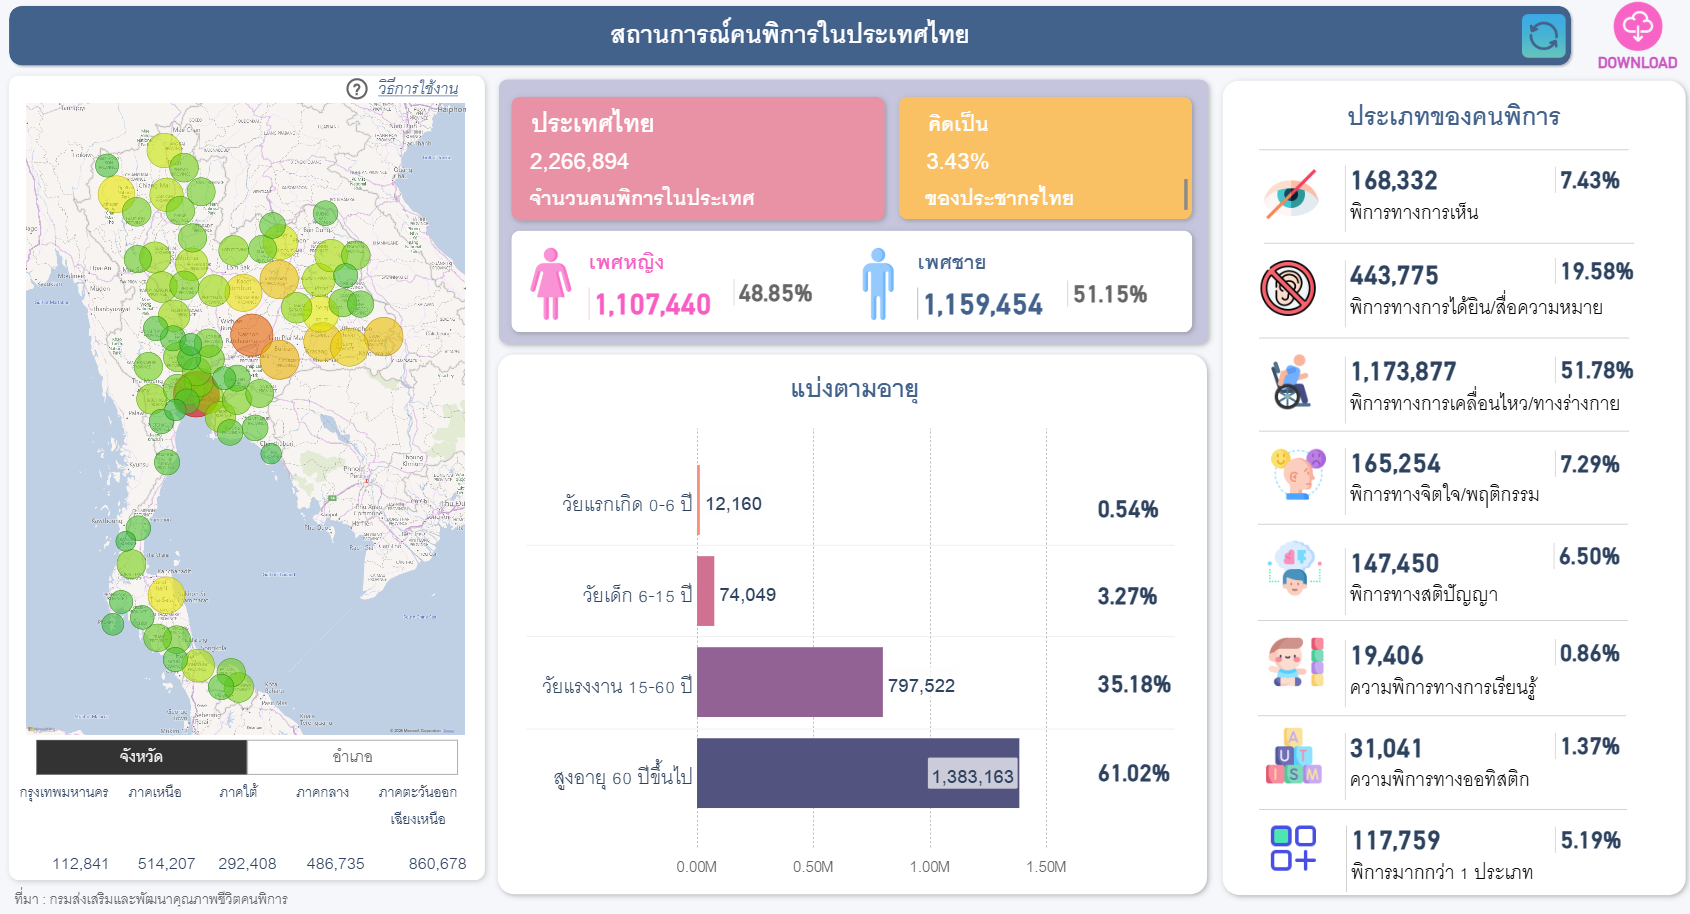 สถานการณ์คนพิการในประเทศไทย
DOWNLOAD
? วิธีการใช้งาน
จังหวัด อำเภอ
กรุงเทพมหานคร ภาคเหนือ ภาคใต้ ภาคกลาง ภาคตะวันออก
เฉียงเหนือ
112,841 514,207 292,408 486,735 860,678
ที่มา : กรมส่งเสริมและพัฒนาคุณภาพชีวิตคนพิการ
ประเทศไทย
2,266,894
จำนวนคนพิการในประเทศ
คิดเป็น
3.43%
ของประชากรไทย
เพศหญิง
1,107,440 48.85%
เพศชาย
1,159,454 51.15%
แบ่งตามอายุ
วัยแรกเกิด 0-6 ปี 12,160 0.54%
วัยเด็ก 6-15 ปี 74,049 3.27%
วัยแรงงาน 15-60 ปี 797,522 35.18%
สูงอายุ 60 ปีขึ้นไป 1,383,163 61.02%
0.00M 0.50M 1.00M 1.50M
ประเภทของคนพิการ
168,332 7.43%
พิการทางการเห็น
443,775 19.58%
พิการทางการได้ยิน/สื่อความหมาย
1,173,877 51.78%
พิการทางการเคลื่อนไหว/ทางร่างกาย
165,254 7.29%
พิการทางจิตใจ/พฤติกรรม
147,450 6.50%
พิการทางสติปัญญา
19,406 0.86%
ความพิการทางการเรียนรู้
A
U T
I S M
31,041 1.37%
ความพิการทางออทิสติก
117,759 5.19%
พิการมากกว่า 1 ประเภท